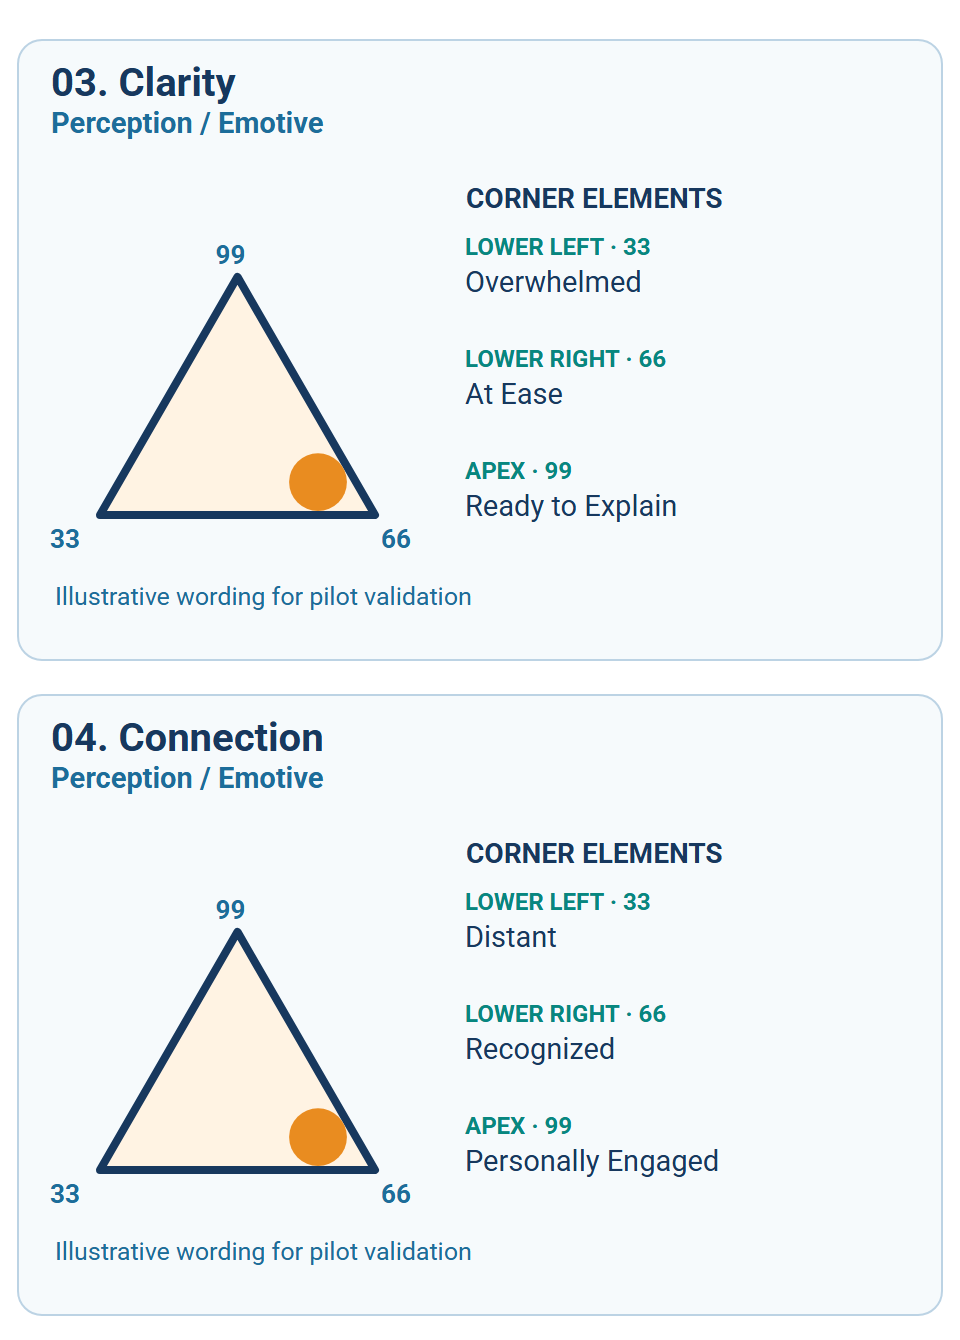 03. Clarity
Perception / Emotive
CORNER ELEMENTS
LOWER LEFT · 33
Overwhelmed
LOWER RIGHT · 66
At Ease
APEX · 99
Ready to Explain
99
33
66
Illustrative wording for pilot validation
04. Connection
Perception / Emotive
CORNER ELEMENTS
LOWER LEFT · 33
Distant
LOWER RIGHT · 66
Recognized
APEX · 99
Personally Engaged
99
33
66
Illustrative wording for pilot validation